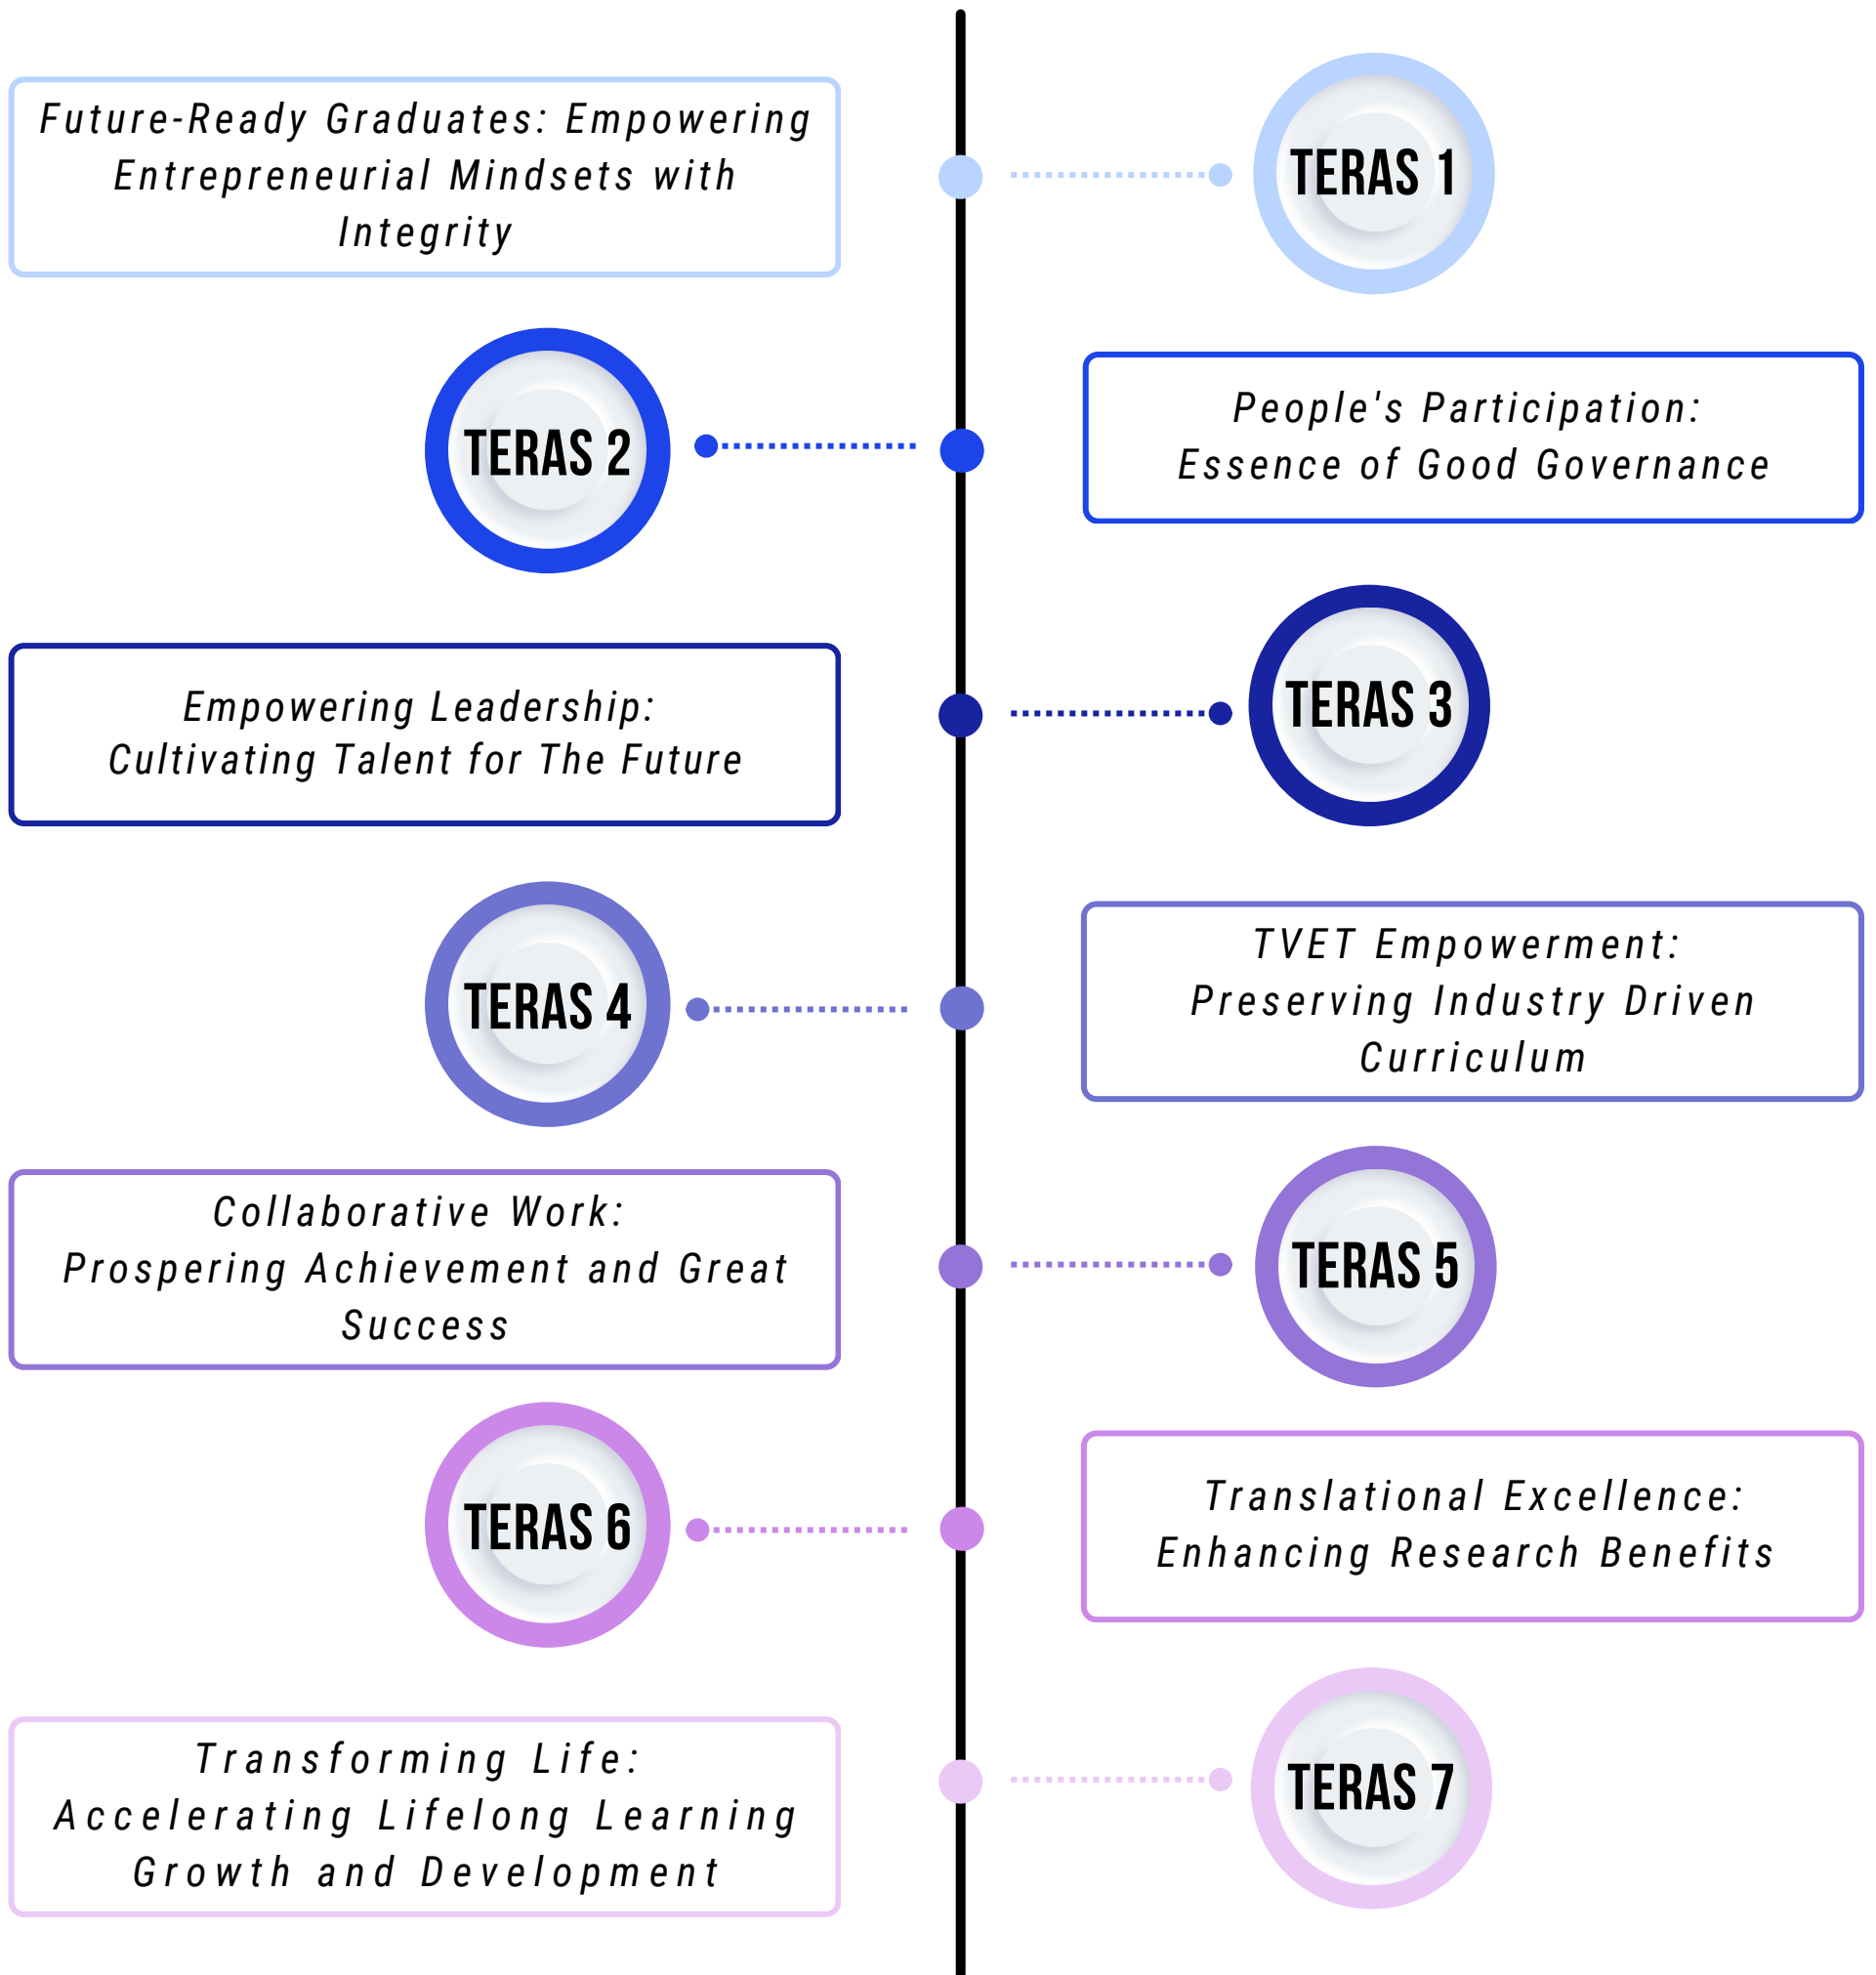 Future-Ready Graduates: Empowering
Entrepreneurial Mindsets with
Integrity
TERAS 1
TERAS 2
People's Participation:
Essence of Good Governance
Empowering Leadership:
Cultivating Talent for The Future
TERAS 3
TERAS 4
TVET Empowerment:
Preserving Industry Driven
Curriculum
Collaborative Work:
Prospering Achievement and Great
Success
TERAS 5
TERAS 6
Translational Excellence:
Enhancing Research Benefits
Transforming Life:
Accelerating Lifelong Learning
Growth and Development
TERAS 7